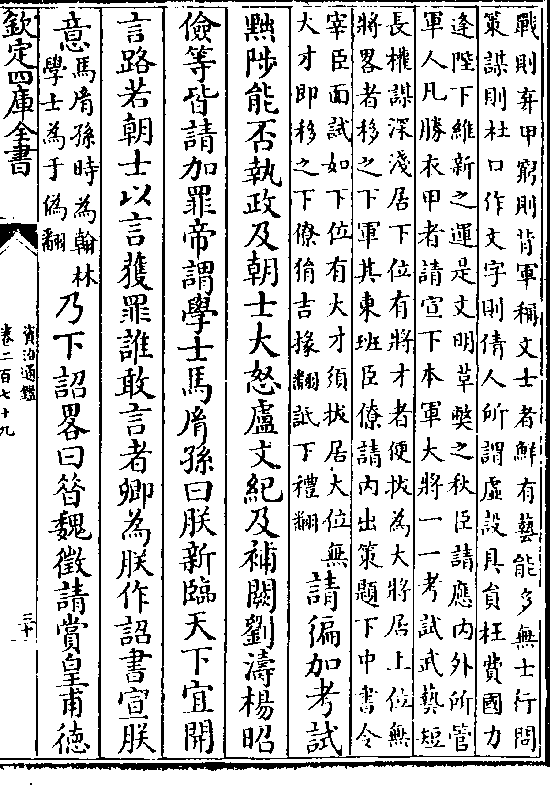 戰則弃甲窮則背軍稱文士者鮮有藝能多無士行問
策謀則杜口作文字則倩人所謂虚設具員枉費國力
逢陛下維新之運是文明革弊之秋臣請應内外所管
軍人凡勝衣甲者請宣下本軍大將一一考試武藝短
長權謀深淺居下位有將才者便拔為大將居上位無
將畧者移之下軍其東班臣僚請内出策題下中書令
宰臣面試如下位有大才須拔居大位無
大才即移之下僚狷吉掾翻詆下禮翻
請徧加考試
黜陟能否執政及朝士大怒盧文紀及補闕劉濤楊昭
儉等皆請加罪帝謂學士馬胤孫曰朕新臨天下宜開
言路若朝士以言獲罪誰敢言者卿為朕作詔書宣朕
意
馬胤孫時為翰林
學士為于偽翻
乃下詔畧曰昔魏徵請賞皇甫德
欽定四庫全書
資治通鑑
卷二百七十九
三十